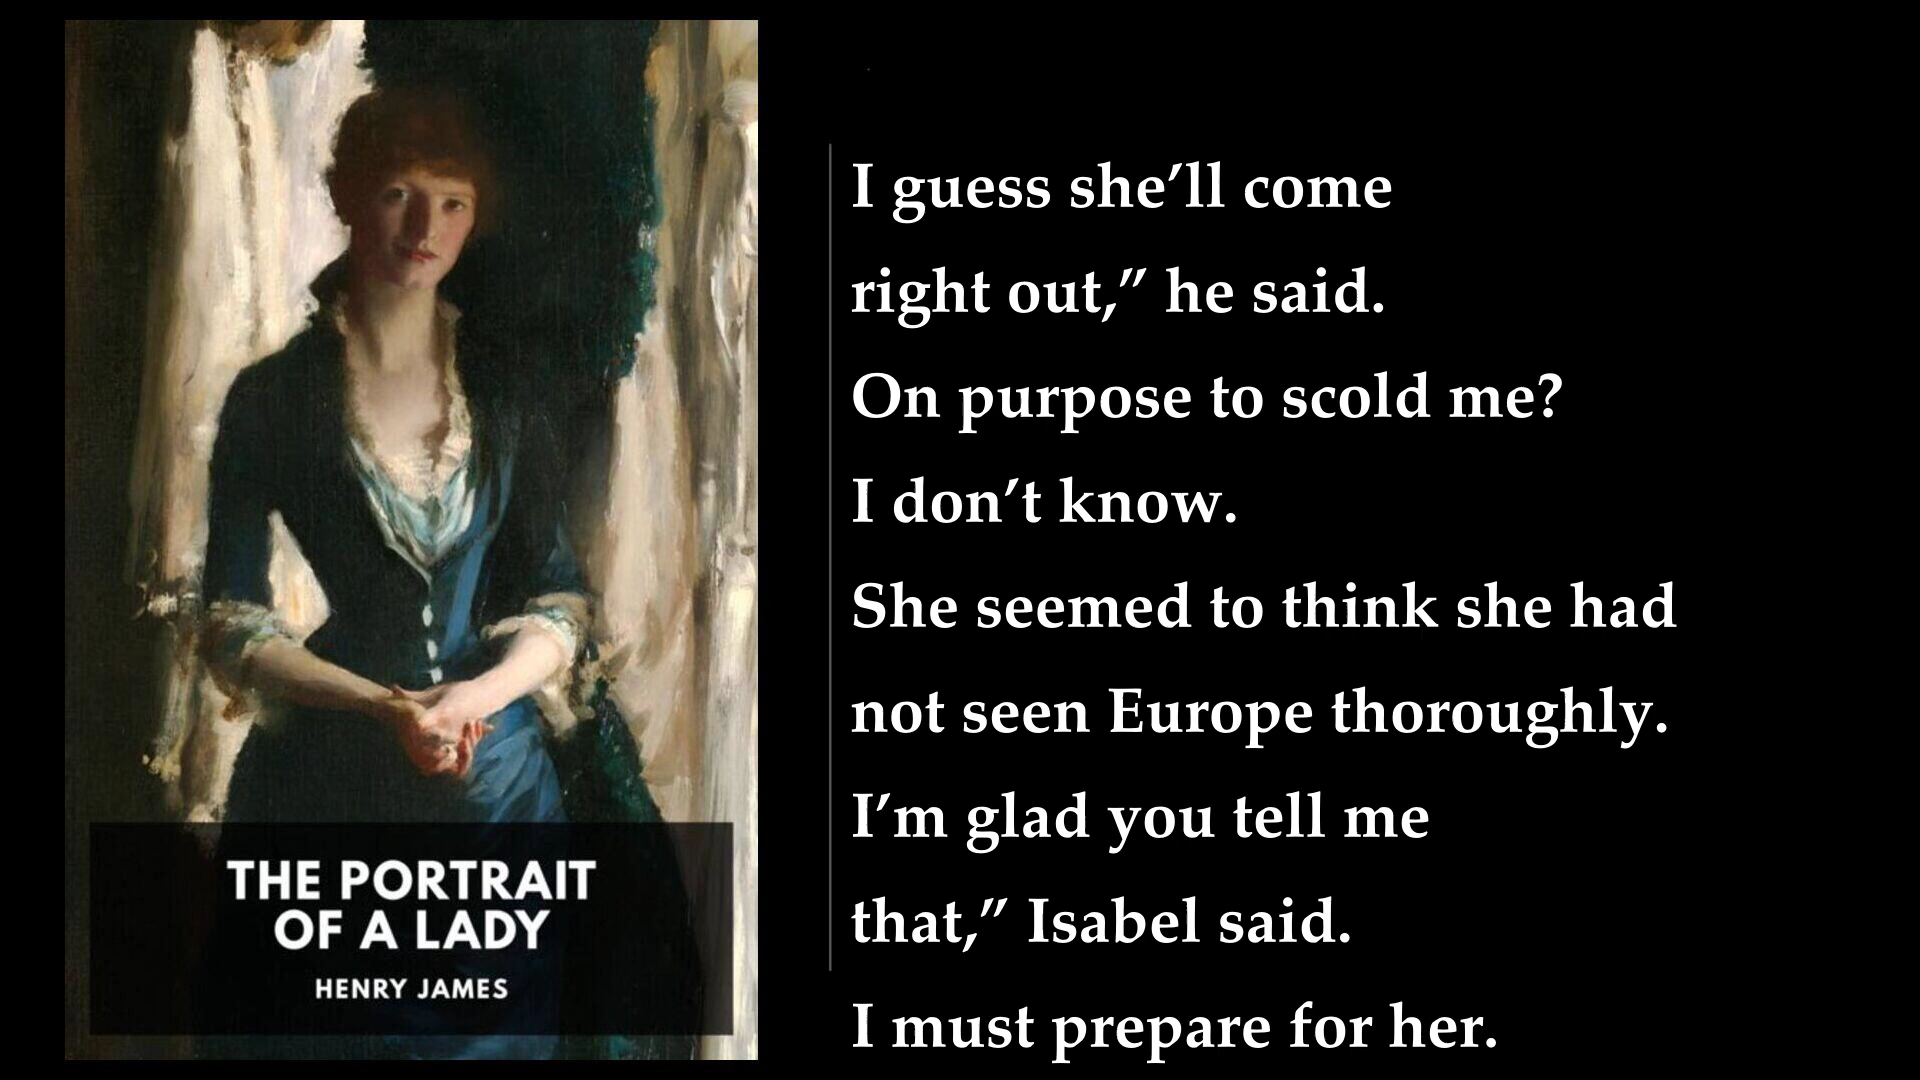 THE PORTRAIT
OF A LADY
HENRY JAMES
I guess she’ll come
right out,” he said.
On purpose to scold me?
I don’t know.
She seemed to think she had
not seen Europe thoroughly.
I’m glad you tell me
that,” Isabel said.
I must prepare for her.